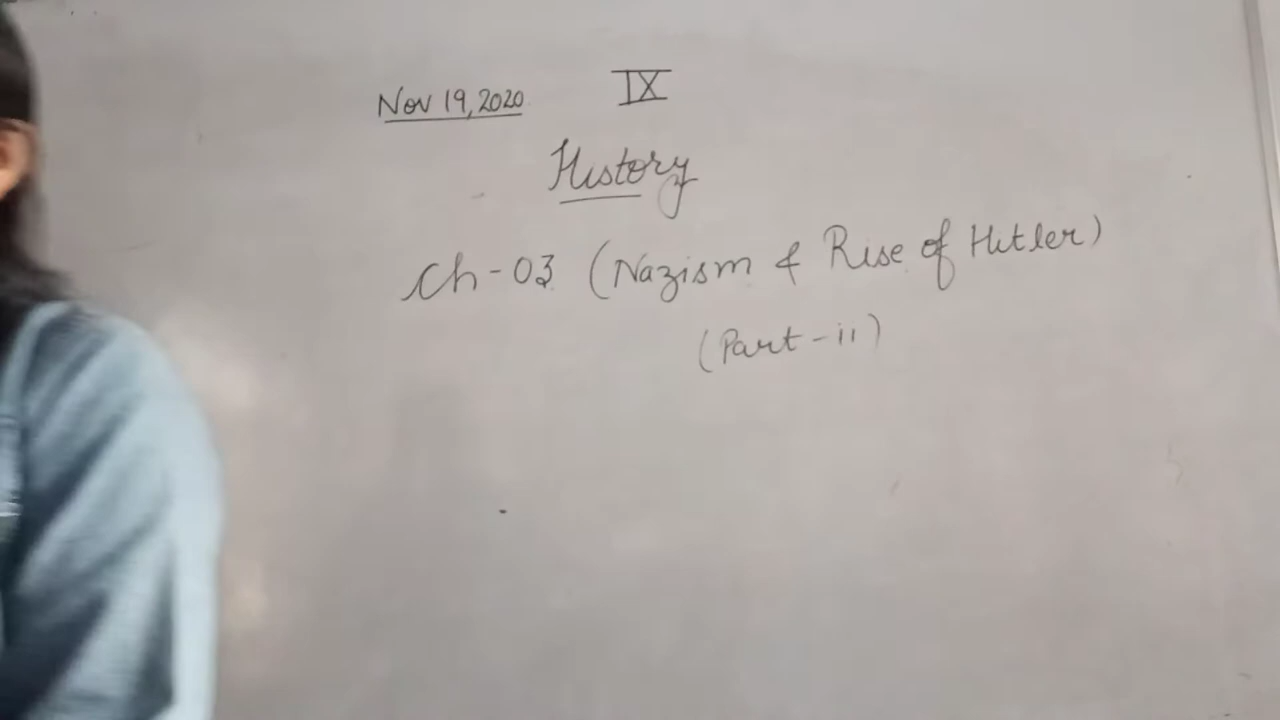 Nov 19, 2020
IX
History
Ch-03 (Nazism & Rise of Hitler)
(Part-ii)